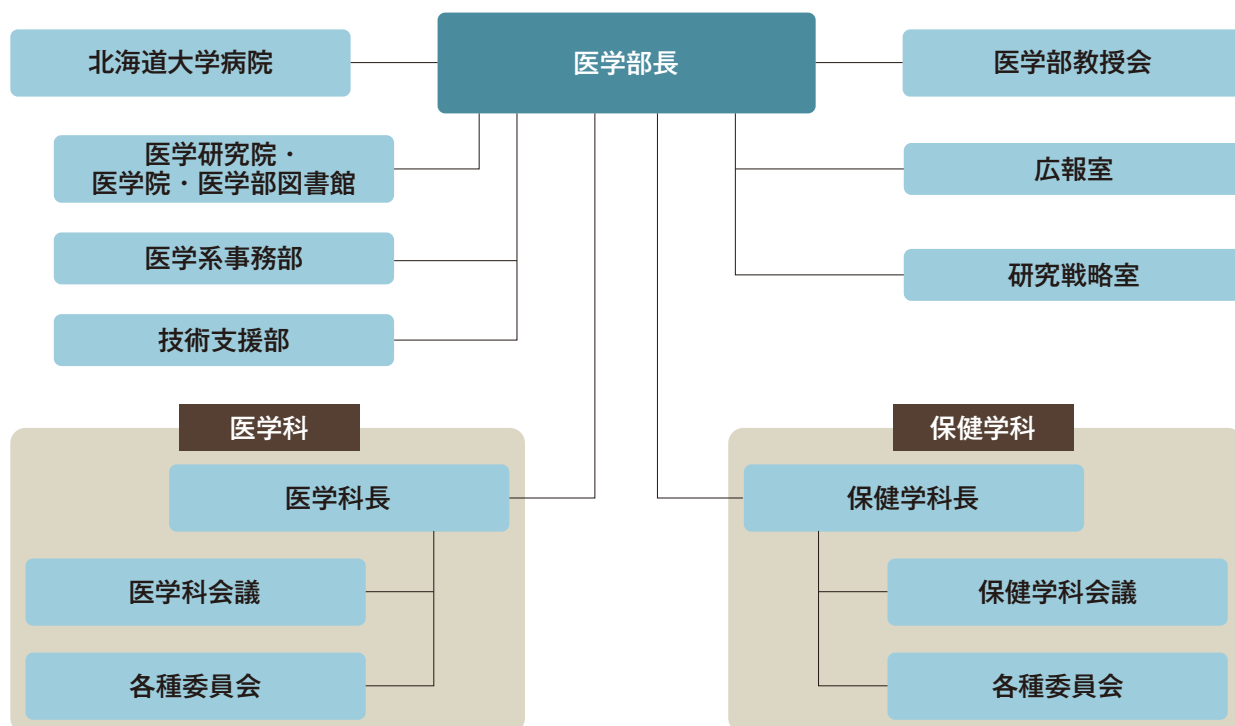 北海道大学病院
医学部長
医学部教授会
医学研究院・
医学院・医学部図書館
広報室
医学系事務部
研究戦略室
技術支援部
医学科
保健学科
医学科長
保健学科長
医学科会議
保健学科会議
各種委員会
各種委員会